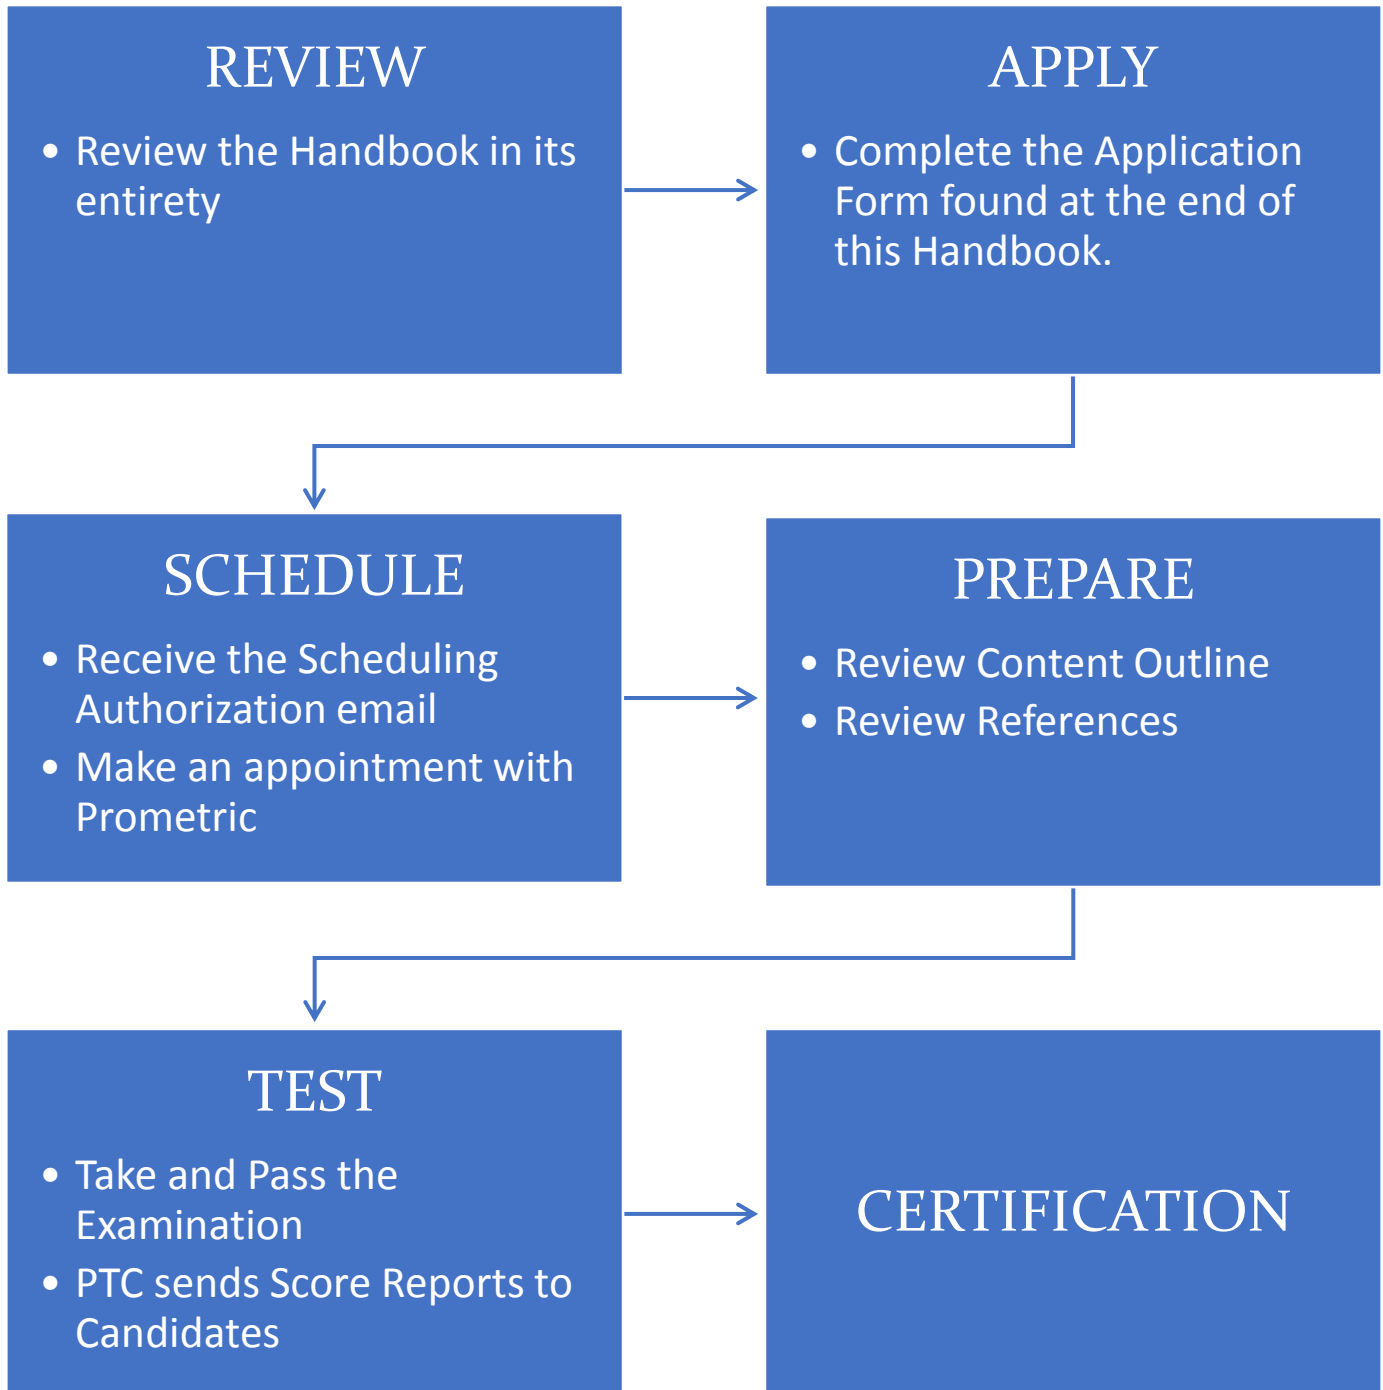 REVIEW
• Review the Handbook in its
entirety
APPLY
• Complete the Application
Form found at the end of
this Handbook.
SCHEDULE
• Receive the Scheduling
Authorization email
• Make an appointment with
Prometric
PREPARE
• Review Content Outline
• Review References
TEST
• Take and Pass the
Examination
• PTC sends Score Reports to
Candidates
CERTIFICATION